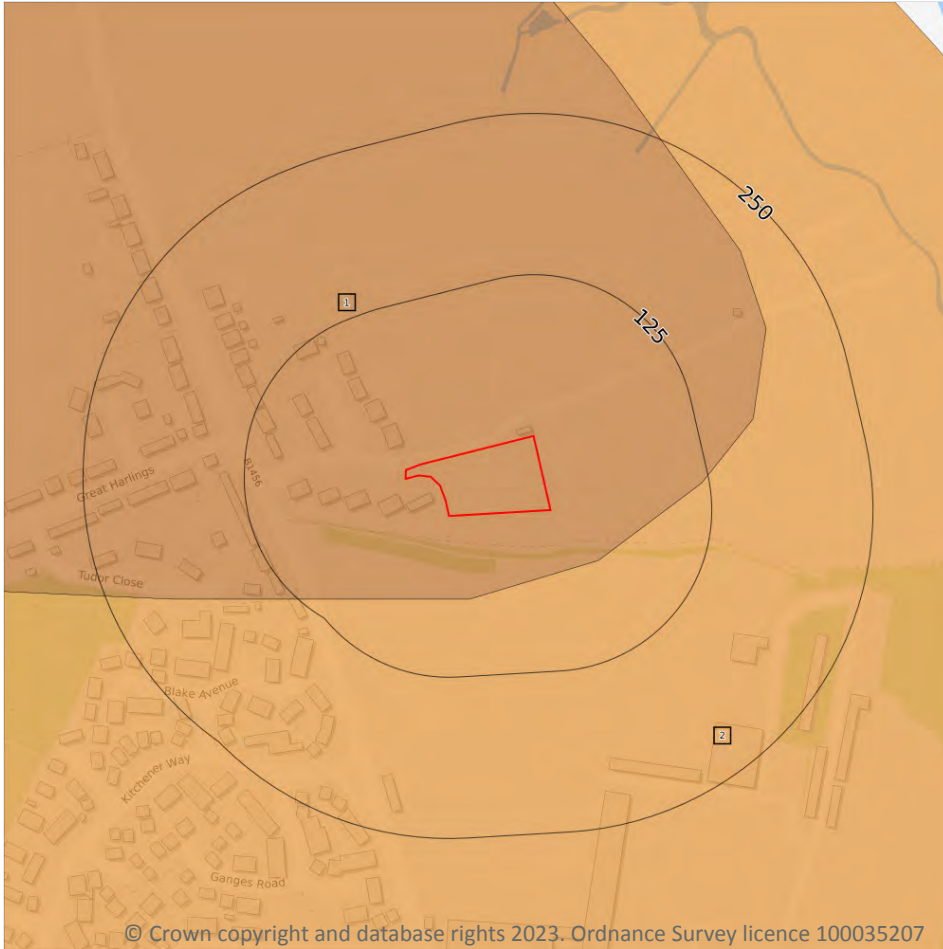 250
125
1
B1456
Great Harlings
Tudor Close
Blake Avenue
2
Kitchener Way
Ganges Road
© Crown copyright and database rights 2023. Ordnance Survey licence 100035207